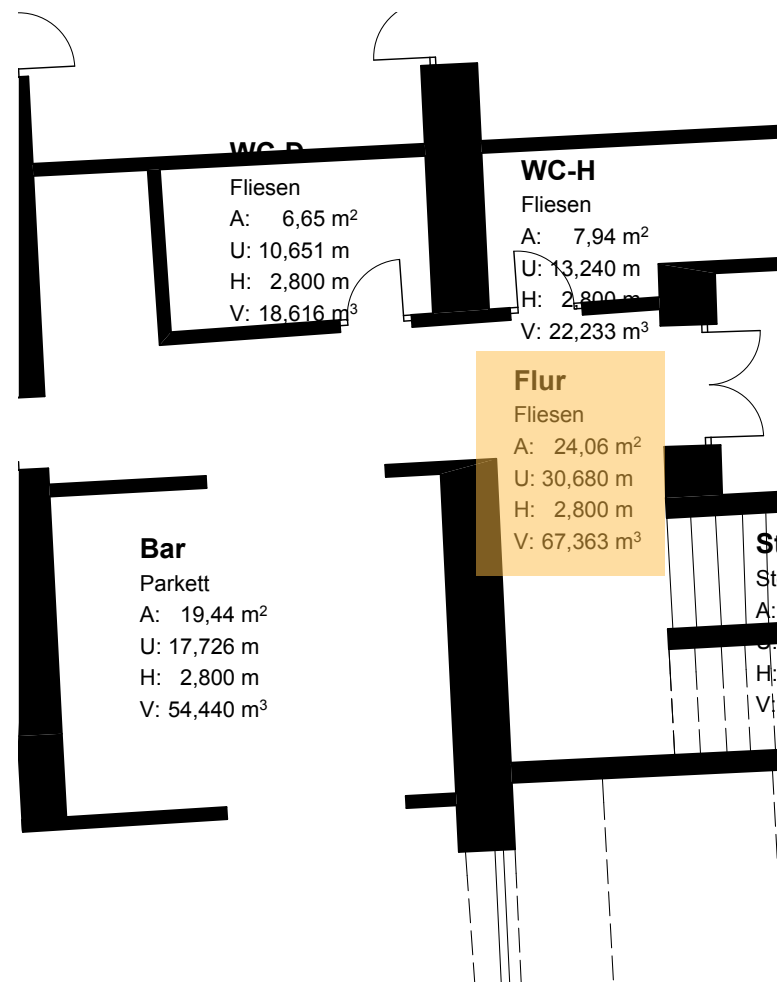 WC-D
Fliesen
A: 6,65 m²
U: 10,651 m
H: 2,800 m
V: 18,616 m³
WC-H
Fliesen
A: 7,94 m²
U: 13,240 m
H: 2,800 m
V: 22,233 m³
Flur
Fliesen
A: 24,06 m²
U: 30,680 m
H: 2,800 m
V: 67,363 m³
Bar
Parkett
A: 19,44 m²
U: 17,726 m
H: 2,800 m
V: 54,440 m³
St
St
A:
U:
H:
V: